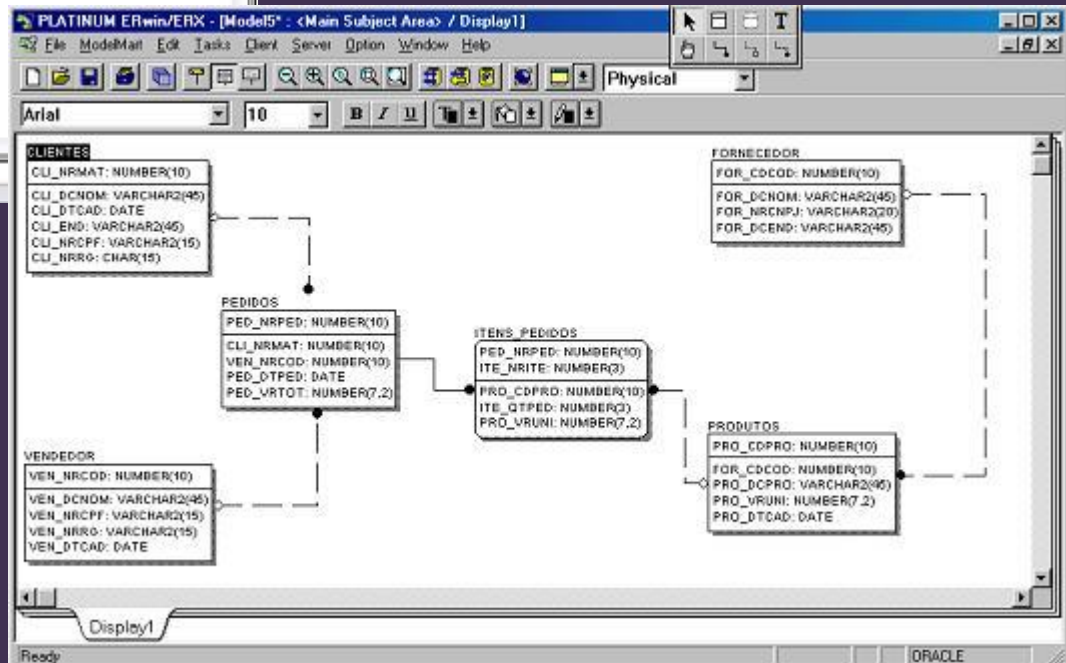 PLATINUM ERwin/ERX - [Model5* : <Main Subject Area> / Display1]
File ModelMart Edit Tasks Client Server Option Window Help
T
Physical
Arial 10 B I U
CLIENTES
CLI_NRMAT: NUMBER(10)
CLI_DCNOM: VARCHAR2(45)
CLI_DTCAD: DATE
CLI_END: VARCHAR2(45)
CLI_NRCPF: VARCHAR2(15)
CLI_NRRG: CHAR(15)
FORNECEDOR
FOR_CDCOD: NUMBER(10)
FOR_DCNOM: VARCHAR2(45)
FOR_NRCNPJ: VARCHAR2(20)
FOR_DCEND: VARCHAR2(45)
PEDIDOS
PED_NRPED: NUMBER(10)
CLI_NRMAT: NUMBER(10)
VEN_NRCOD: NUMBER(10)
PED_DTPED: DATE
PED_VRTOT: NUMBER(7,2)
ITENS_PEDIDOS
PED_NRPED: NUMBER(10)
ITE_NRITE: NUMBER(3)
PRO_CDPRO: NUMBER(10)
ITE_QTPED: NUMBER(3)
PRO_VRUNI: NUMBER(7,2)
PRODUTOS
PRO_CDPRO: NUMBER(10)
FOR_CDCOD: NUMBER(10)
PRO_DCPRO: VARCHAR2(45)
PRO_VRUNI: NUMBER(7,2)
PRO_DTCAD: DATE
VENDEDOR
VEN_NRCOD: NUMBER(10)
VEN_DCNOM: VARCHAR2(45)
VEN_NRCPF: VARCHAR2(15)
VEN_NRRG: VARCHAR2(15)
VEN_DTCAD: DATE
Display1
Ready
ORACLE